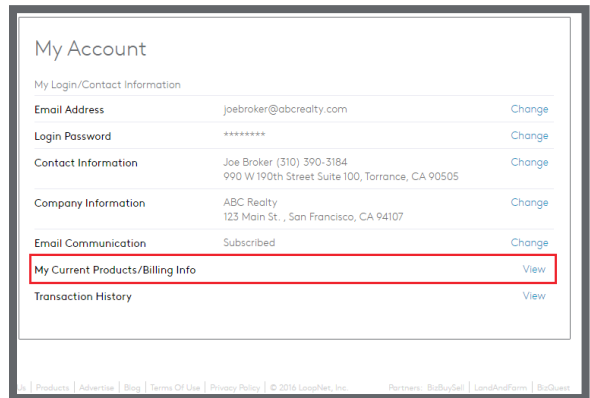 My Account
My Login/Contact Information
Email Address joebroker@abcrealty.com Change
Login Password ******** Change
Contact Information Joe Broker (310) 390-3184 Change
990 W 190th Street Suite 100, Torrance, CA 90505
Company Information ABC Realty Change
123 Main St. , San Francisco, CA 94107
Email Communication Subscribed Change
My Current Products/Billing Info View
Transaction History View
Us | Products | Advertise | Blog | Terms Of Use | Privacy Policy | © 2016 LoopNet, Inc. Partners: BizBuySell | LandAndFarm | BizQuest